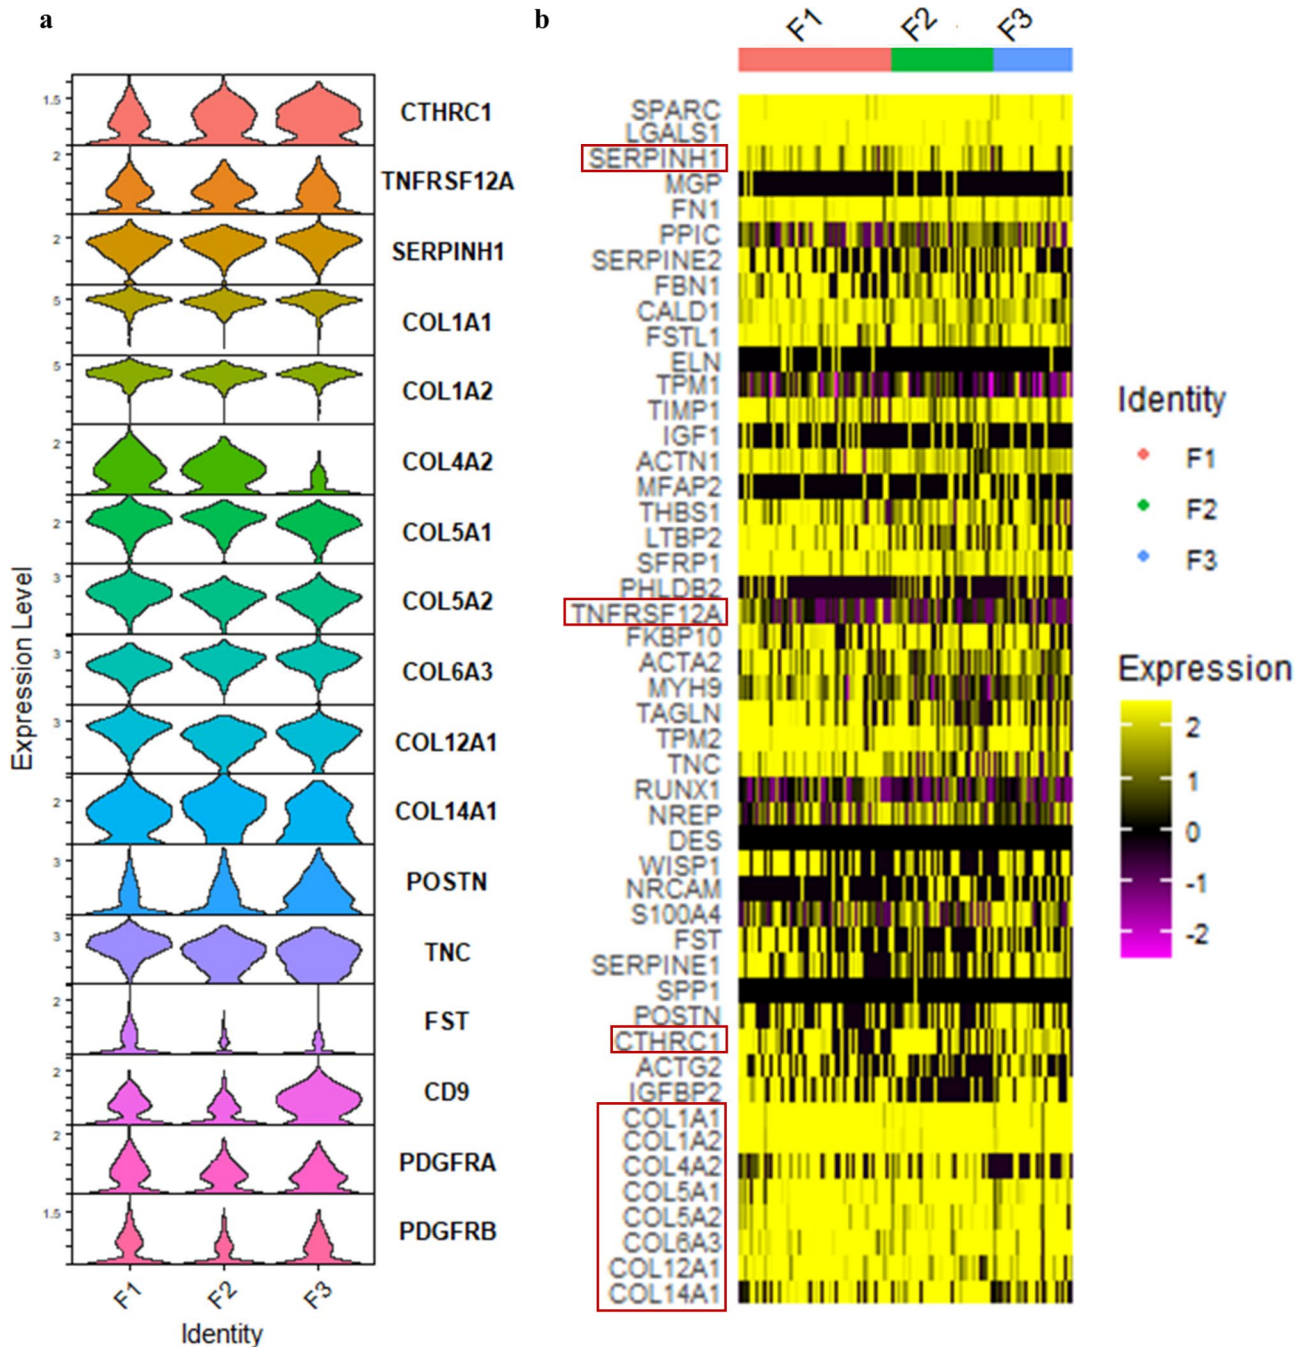 a
Expression Level
1.5
CTHRC1
2
TNFRSF12A
2
SERPINH1
5
COL1A1
5
COL1A2
2
COL4A2
2
COL5A1
3
COL5A2
3
COL6A3
3
COL12A1
2
COL14A1
3
POSTN
3
TNC
2
FST
2
CD9
2
PDGFRA
1.5
PDGFRB
F1 F2 F3
Identity
b
F1 F2 F3
SPARC
LGALS1
SERPINH1
MGP
FN1
PPIC
SERPINE2
FBN1
CALD1
FSTL1
ELN
TPM1
TIMP1
IGF1
ACTN1
MFAP2
THBS1
LTBP2
SFRP1
PHLDB2
TNFRSF12A
FKBP10
ACTA2
MYH9
TAGLN
TPM2
TNC
RUNX1
NREP
DES
WISP1
NRCAM
S100A4
FST
SERPINE1
SPP1
POSTN
CTHRC1
ACTG2
IGFBP2
COL1A1
COL1A2
COL4A2
COL5A1
COL5A2
COL6A3
COL12A1
COL14A1
Identity
F1
F2
F3
Expression
2
1
0
-1
-2